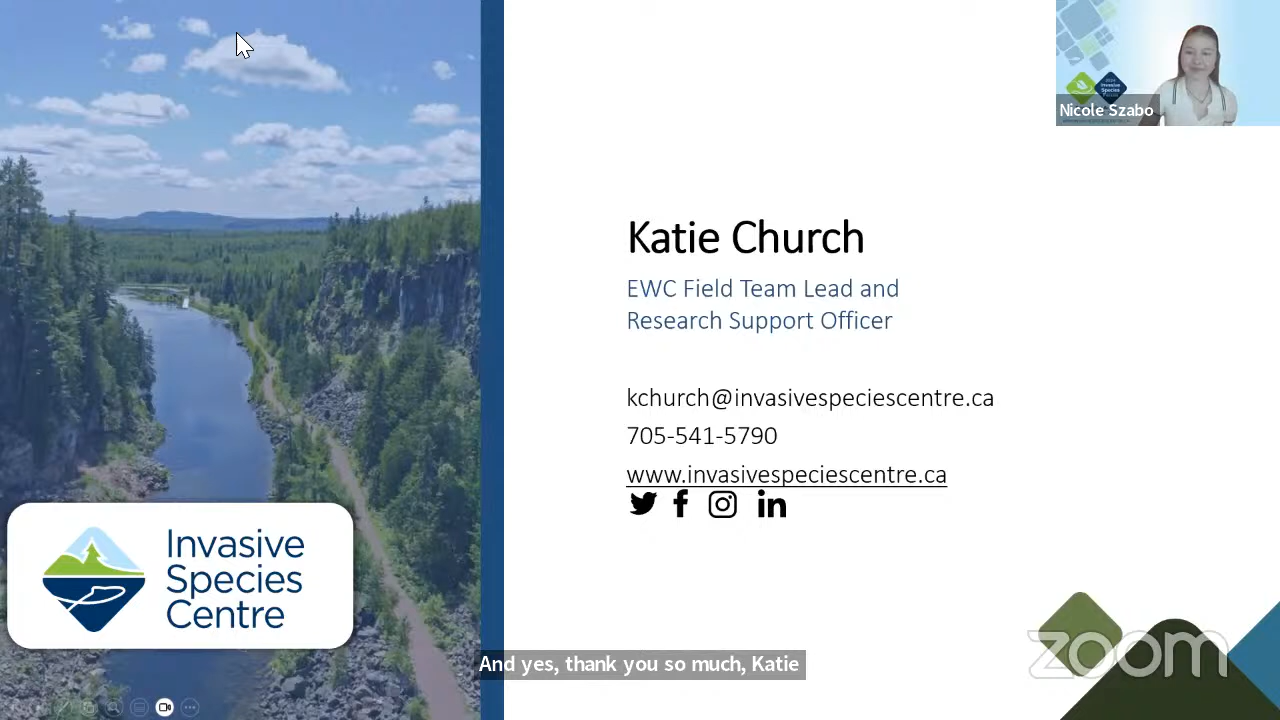 Nicole Szabo
Katie Church
EWC Field Team Lead and
Research Support Officer
kchurch@invasivespeciescentre.ca
705-541-5790
www.invasivespeciescentre.ca
Invasive
Species
Centre
And yes, thank you so much, Katie
zoom